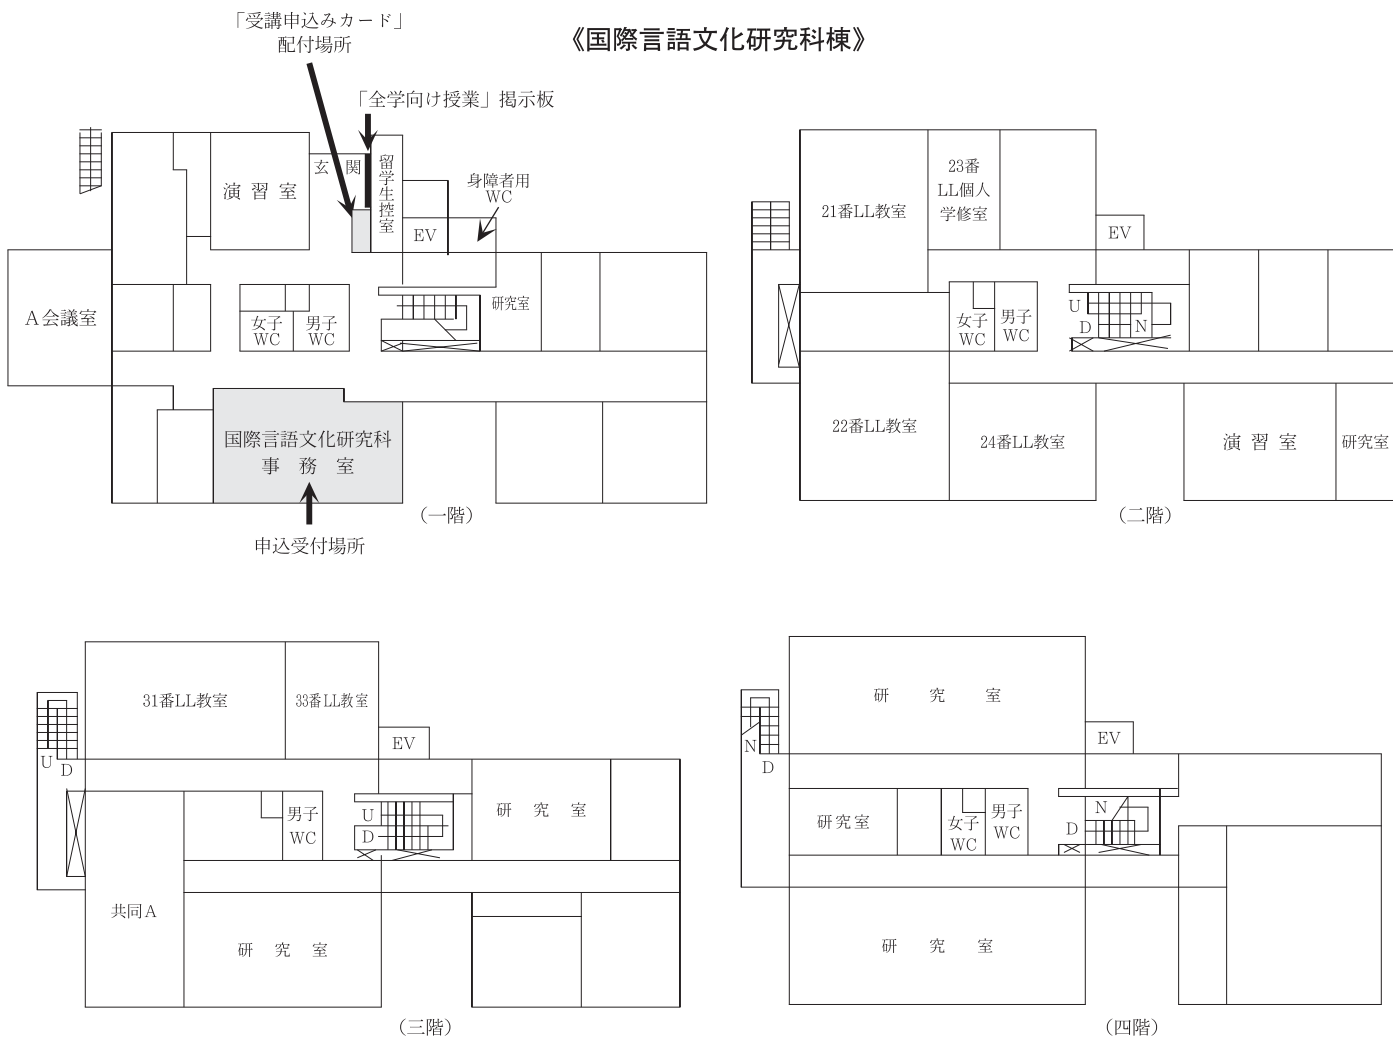 《国際言語文化研究科棟》
「受講申込みカード」
配付場所
「全学向け授業」掲示板
玄　関
留学生控室
身障者用
WC
演 習 室
EV
A会議室
女子
WC
男子
WC
研究室
国際言語文化研究科
事　務　室
申込受付場所
（一階）
21番LL教室
23番
LL個人
学修室
EV
女子
WC
男子
WC
U
D
N
22番LL教室
24番LL教室
演 習 室
研究室
（二階）
31番LL教室
33番LL教室
EV
U
D
男子
WC
U
D
研　究　室
共同A
研　究　室
（三階）
研　究　室
EV
N
D
研究室
女子
WC
男子
WC
N
D
研　究　室
（四階）